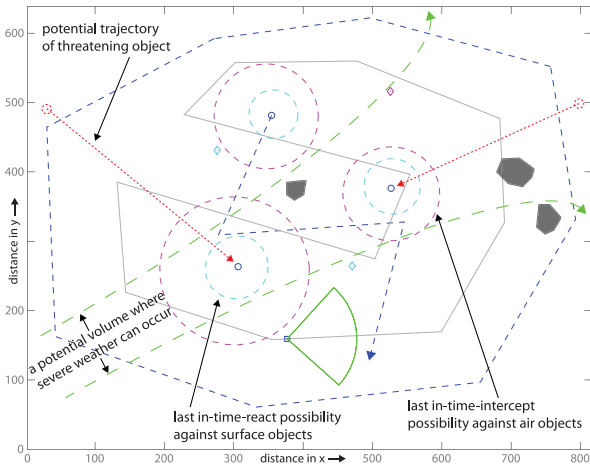 potential trajectory
of threatening object
600
500
400
300
200
100
0
distance in y
a potential volume where
severe weather can occur
last in-time-react possibility
against surface objects
last in-time-intercept
possibility against air objects
0 100 200 300 400 500 600 700 800
distance in x